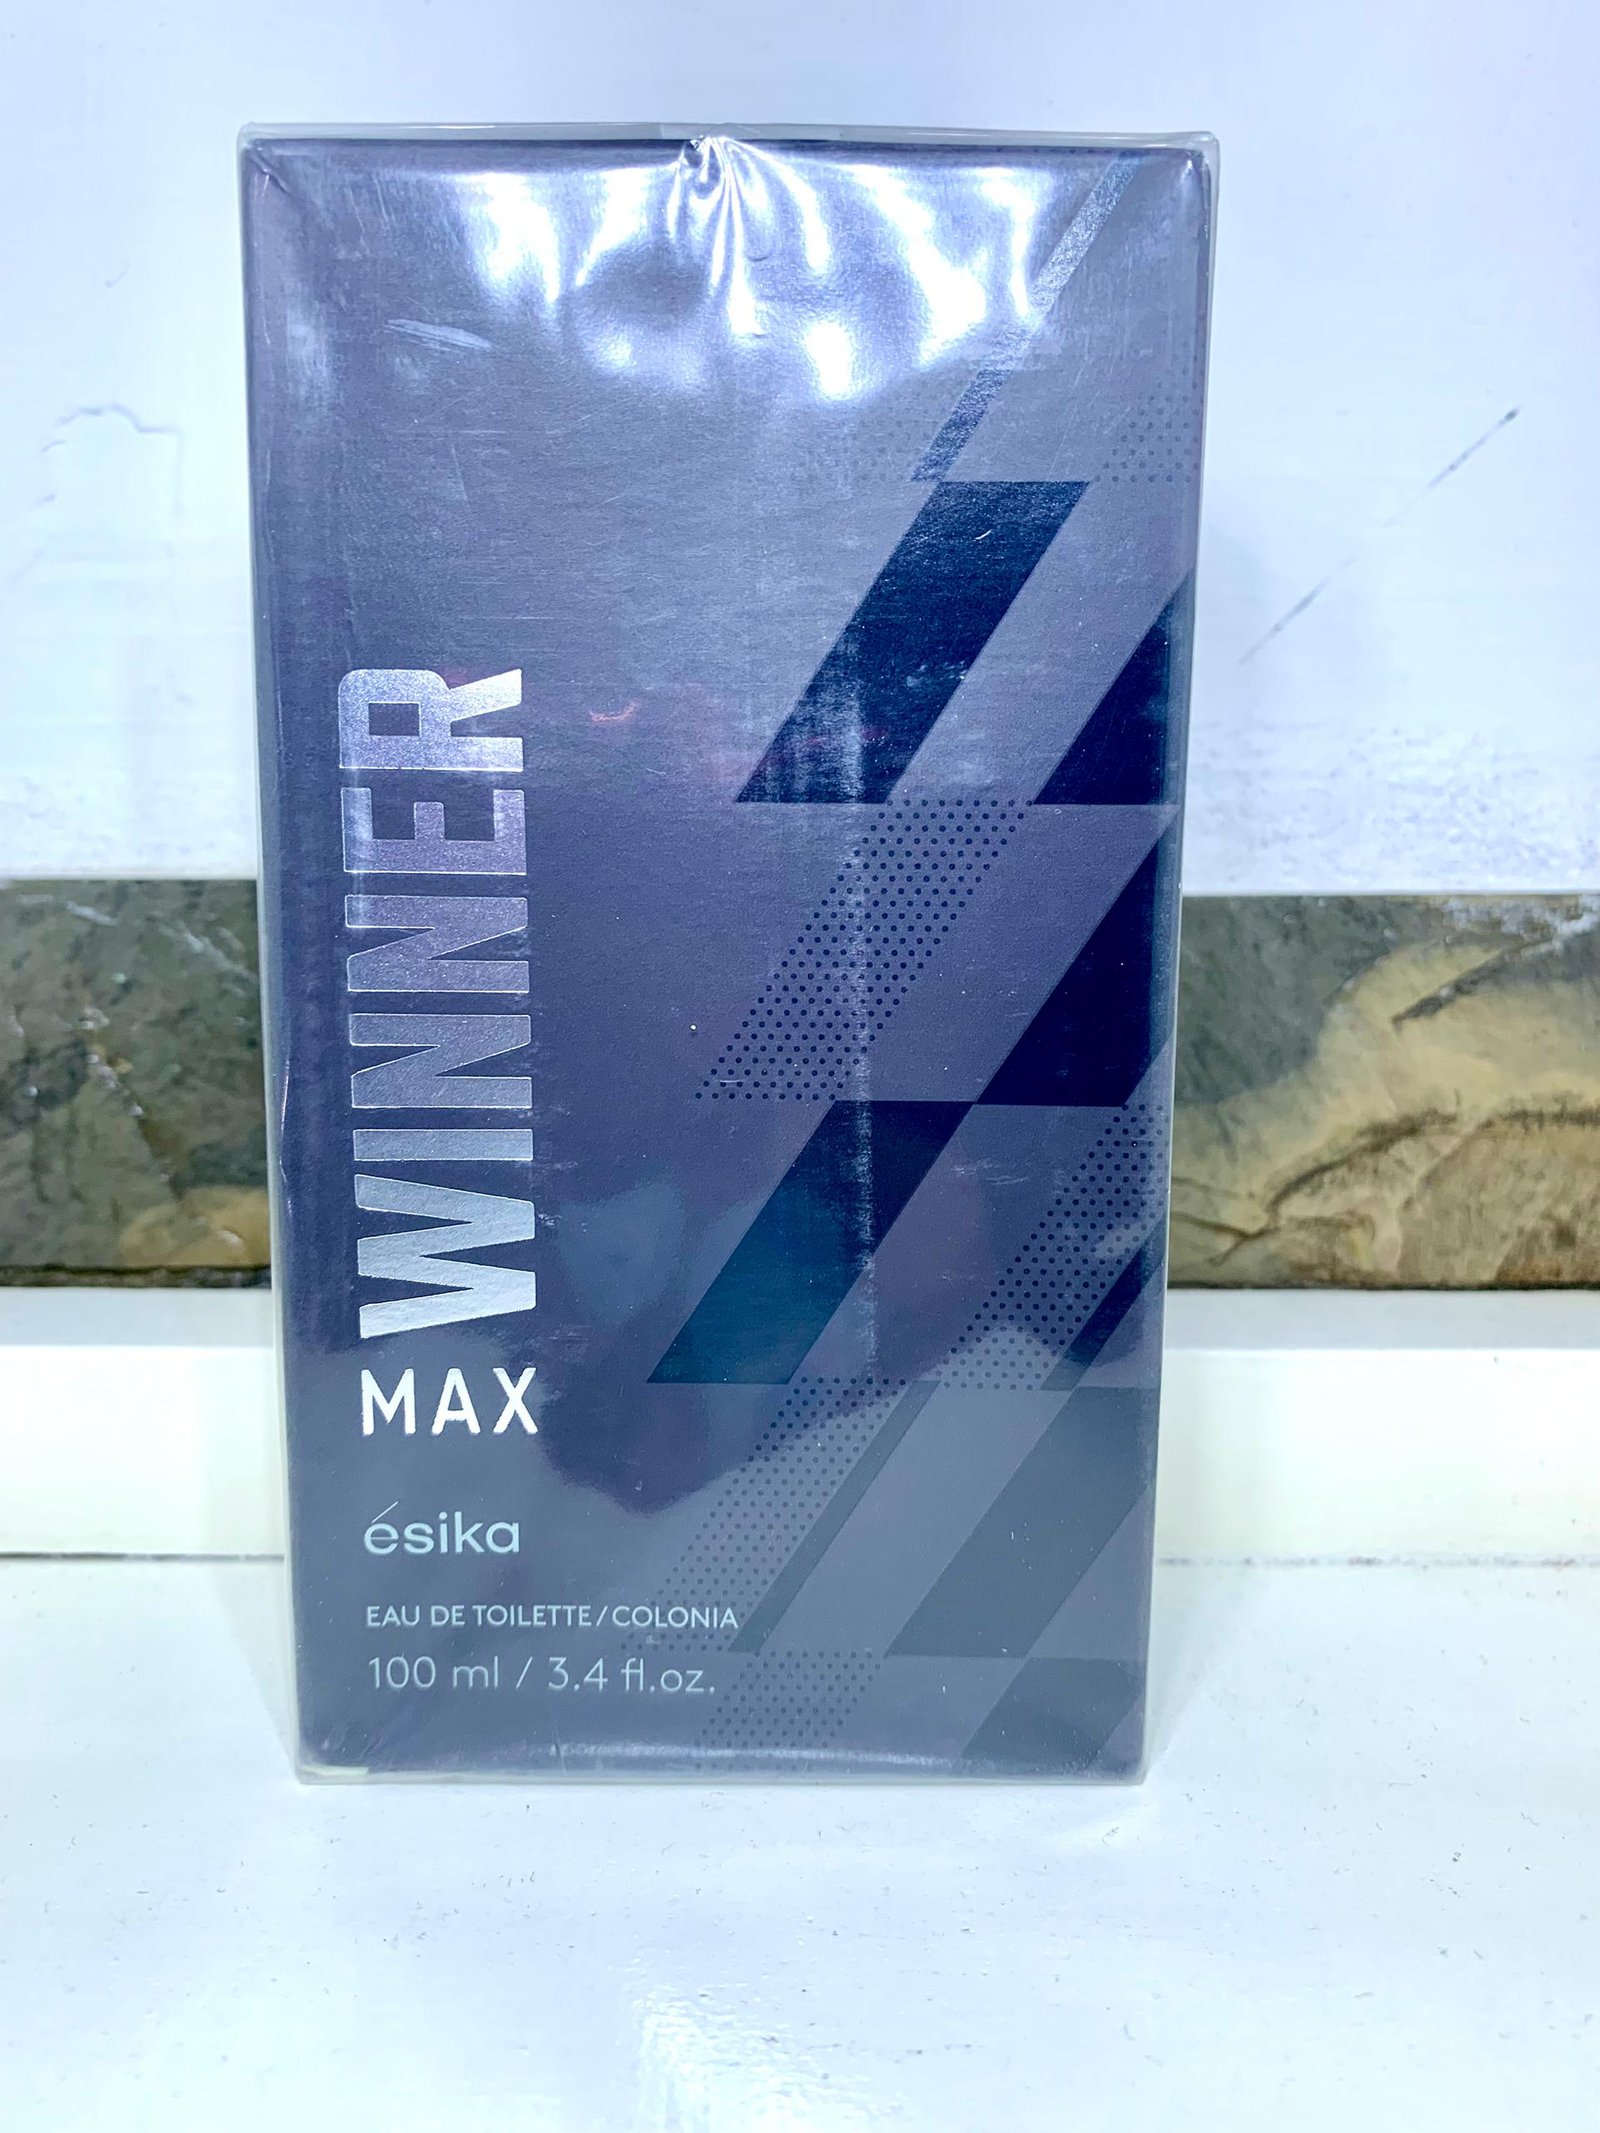 WINNER
MAX
ésika
EAU DE TOILETTE/COLONIA
100 ml / 3.4 fl.oz.